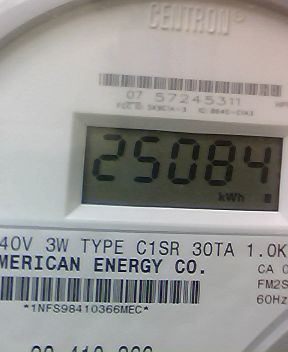 CENTRON®
07 57245311
25084
kWh
40V 3W TYPE C1SR 30TA 1.0K
MERICAN ENERGY CO.
CA 0
FM2S
60Hz
*1NFS98410366MEC*